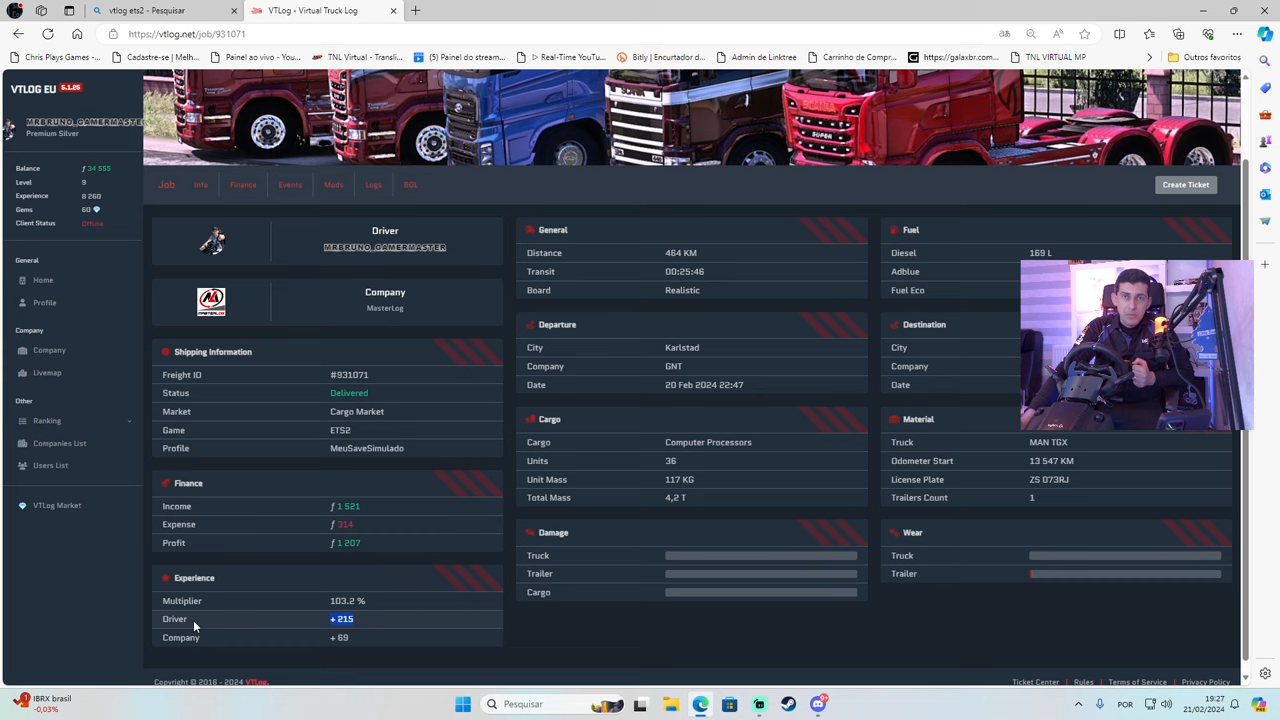 vtlog
VTLog - Truck Log
https://vtlog.net/job/931071
Chris Plays Games -...
Cadastre-se | Melh...
Painel ao vivo - You...
TNL Virtual - Trucki...
Painel do streaming...
▷ Real-Time YouTu...
Bitly | Encurtador d...
Admin de Linktree
Carrinho de Compr...
https://galaxbr.com...
TNL VIRTUAL MP
VTLOG EU 5.1.25
MRBRUNO_GAMERMASTE
Premium Silver
Balance ƒ 34 555
Level 9
Experience 8 260
Gems 60
Client Status Offline
General
Home
Profile
Company
Company
Livemap
Other
Ranking
Companies List
Users List
VTLog Market
SUPER
Job Info Finance Events Mods Logs BOL
Create Ticket
Driver
MRBRUNO_GAMERMASTER
Company
MasterLog
MASTERLOG
Shipping Information
Freight ID #931071
Status Delivered
Market Cargo Market
Game ETS2
Profile MeuSaveSimulado
Finance
Income ƒ 1 521
Expense ƒ 314
Profit ƒ 1 207
Experience
Multiplier 103.2 %
Driver + 215
Company + 69
General
Distance 464 KM
Transit 00:25:46
Board Realistic
Departure
City Karlstad
Company GNT
Date 20 Feb 2024 22:47
Cargo
Cargo Computer Processors
Units 36
Unit Mass 117 KG
Total Mass 4,2 T
Damage
Truck
Trailer
Cargo
Fuel
Diesel 169 L
Adblue
Fuel Eco
Destination
City
Company
Date
Material
Truck MAN TGX
Odometer Start 13 547 KM
License Plate ZS 073RJ
Trailers Count 1
Wear
Truck
Trailer
Copyright © 2016 - 2024 VTLog.
Ticket Center | Rules | Terms of Service | Privacy Policy
1
IBRX brasil
-0,03%
Pesquisar
9+
POR
19:27
21/02/2024